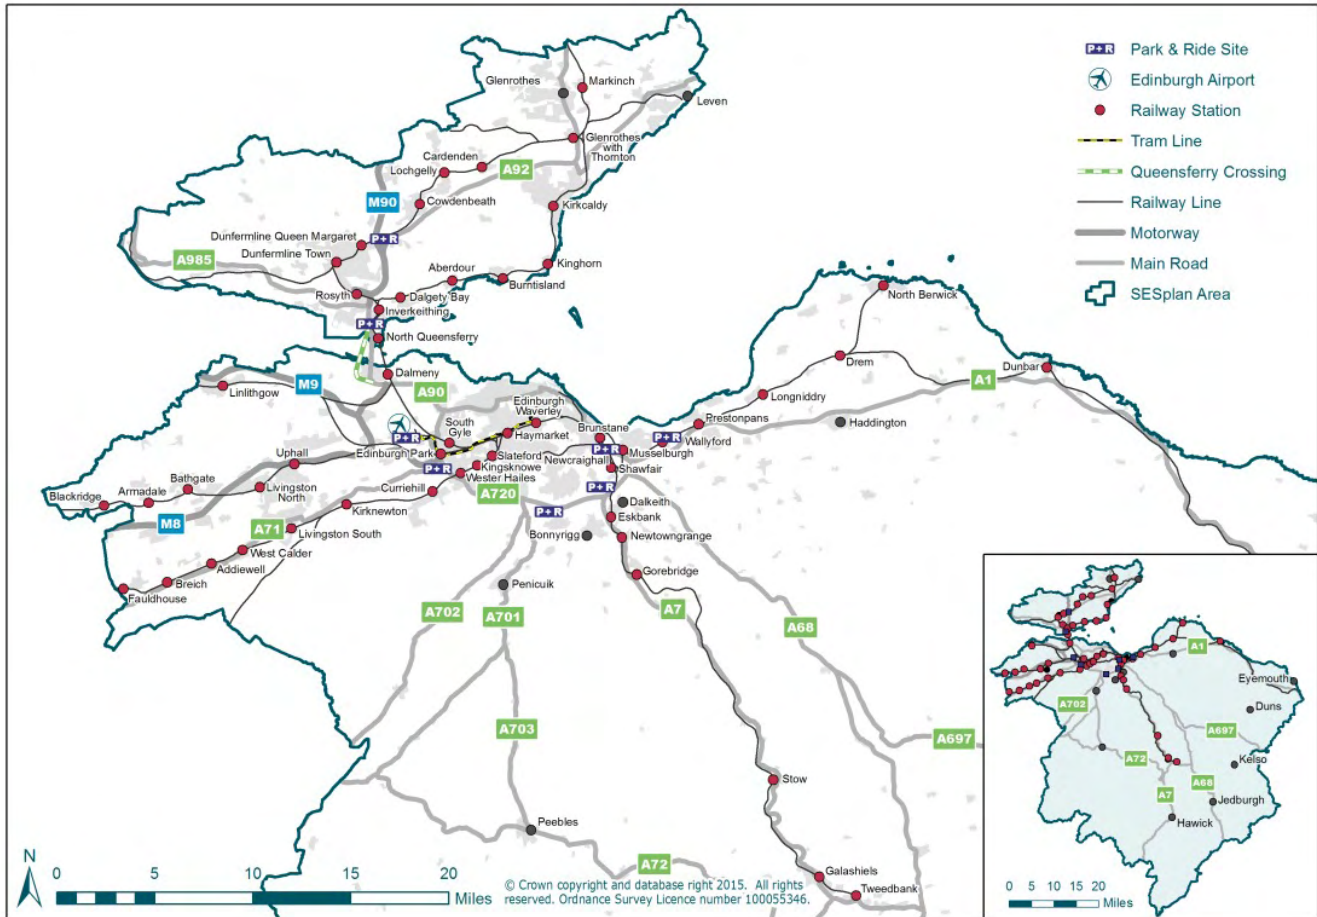 P+R Park & Ride Site
Edinburgh Airport
Railway Station
Tram Line
Queensferry Crossing
Railway Line
Motorway
Main Road
SESplan Area
Glenrothes
Markinch
Leven
Glenrothes
with
Thornton
Cardenden
Lochgelly
A92
M90
Cowdenbeath
Kirkcaldy
Dunfermline Queen Margaret
P+R
Dunfermline Town
A985
Aberdour
Kinghorn
Burntisland
Rosyth
Dalgety Bay
Inverkeithing
P+R
North Queensferry
North Berwick
Dalmeny
M9
Linlithgow
A90
Drem
Dunbar
A1
Longniddry
Edinburgh
Waverley
South
Gyle
Haymarket
Brunstane
Prestonpans
Haddington
P+R
P+R
Wallyford
Musselburgh
P+R
Edinburgh Park
Slateford
Newcraighall
Shawfair
Uphall
P+R
Kingsknowe
Wester Hailes
Bathgate
Livingston
North
Curriehill
A720
P+R
Dalkeith
Armadale
Blackridge
Kirknewton
P+R
Eskbank
M8
A71
Livingston South
Bonnyrigg
Newtowngrange
West Calder
Addiewell
Breich
Fauldhouse
Gorebridge
Penicuik
A702
A701
A7
A68
A703
A697
Stow
Peebles
A72
Galashiels
Tweedbank
A1
Eyemouth
A702
Duns
A697
A72
Kelso
A68
A7
Jedburgh
Hawick
0 5 10 15 20
Miles
N
0 5 10 15 20
Miles
© Crown copyright and database right 2015. All rights
reserved. Ordnance Survey Licence number 100055346.